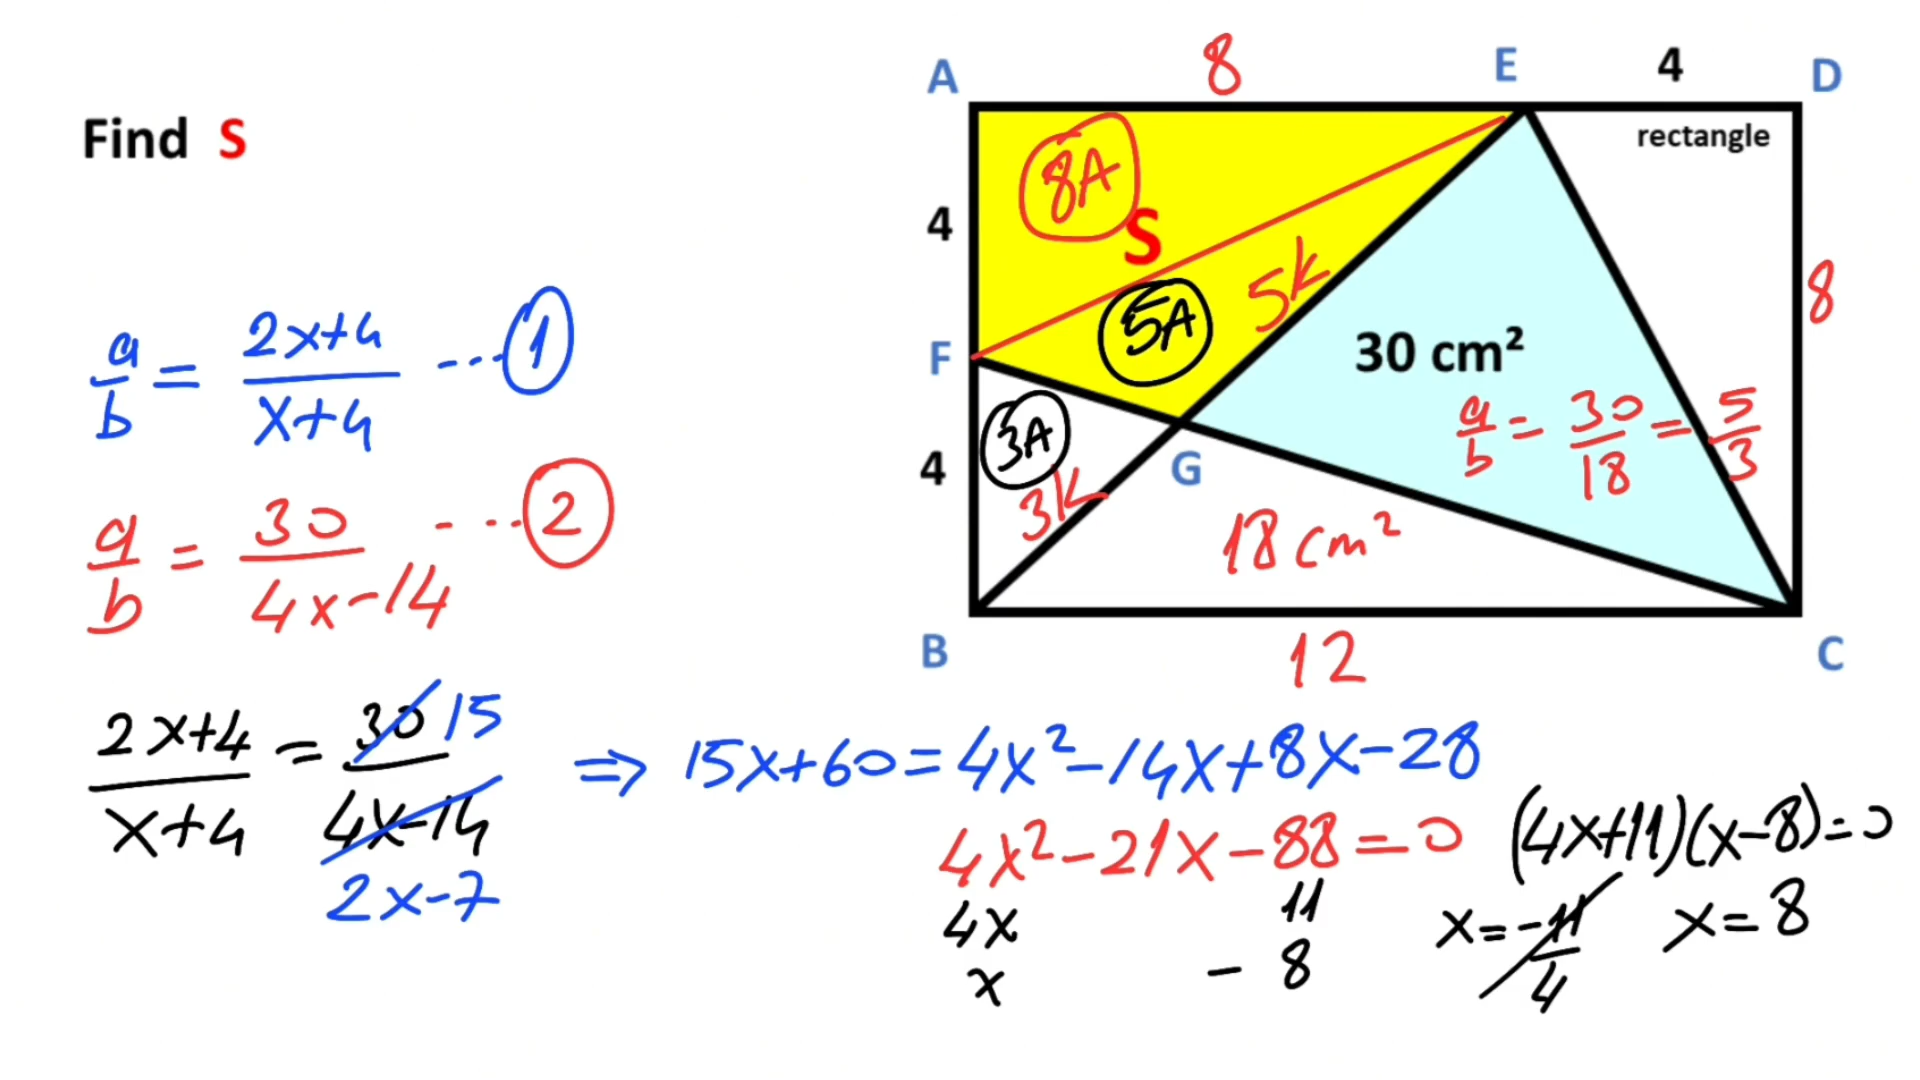 Find S
a/b = (2x+4)/(x+4) ---①
a/b = 30/(4x-14) ---②
(2x+4)/(x+4) = 30/(4x-14)
15
2x-7
⇒ 15x+60=4x²-14x+8x-28
4x²-21x-88=0
4x 11
x - 8
(4x+11)(x-8)=0
x=-11/4 x=8
A 8 E 4 D
rectangle
8A
S
4
5k
8
F
5A
30 cm²
a/b = 30/18 = 5/3
4
3A
G
3k
18 cm²
B 12 C